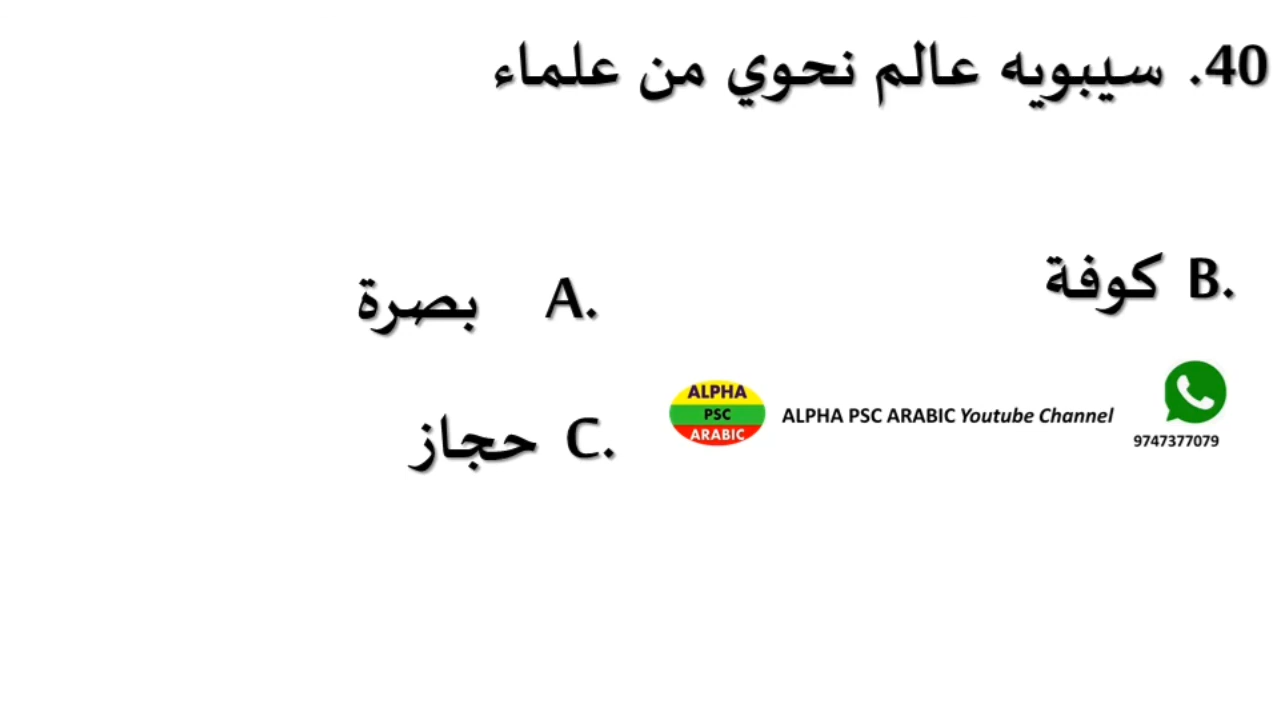 40. سيبويه عالم نحوي من علماء
B. كوفة
A. بصرة
ALPHA
PSC
ARABIC
ALPHA PSC ARABIC Youtube Channel
9747377079
C. حجاز